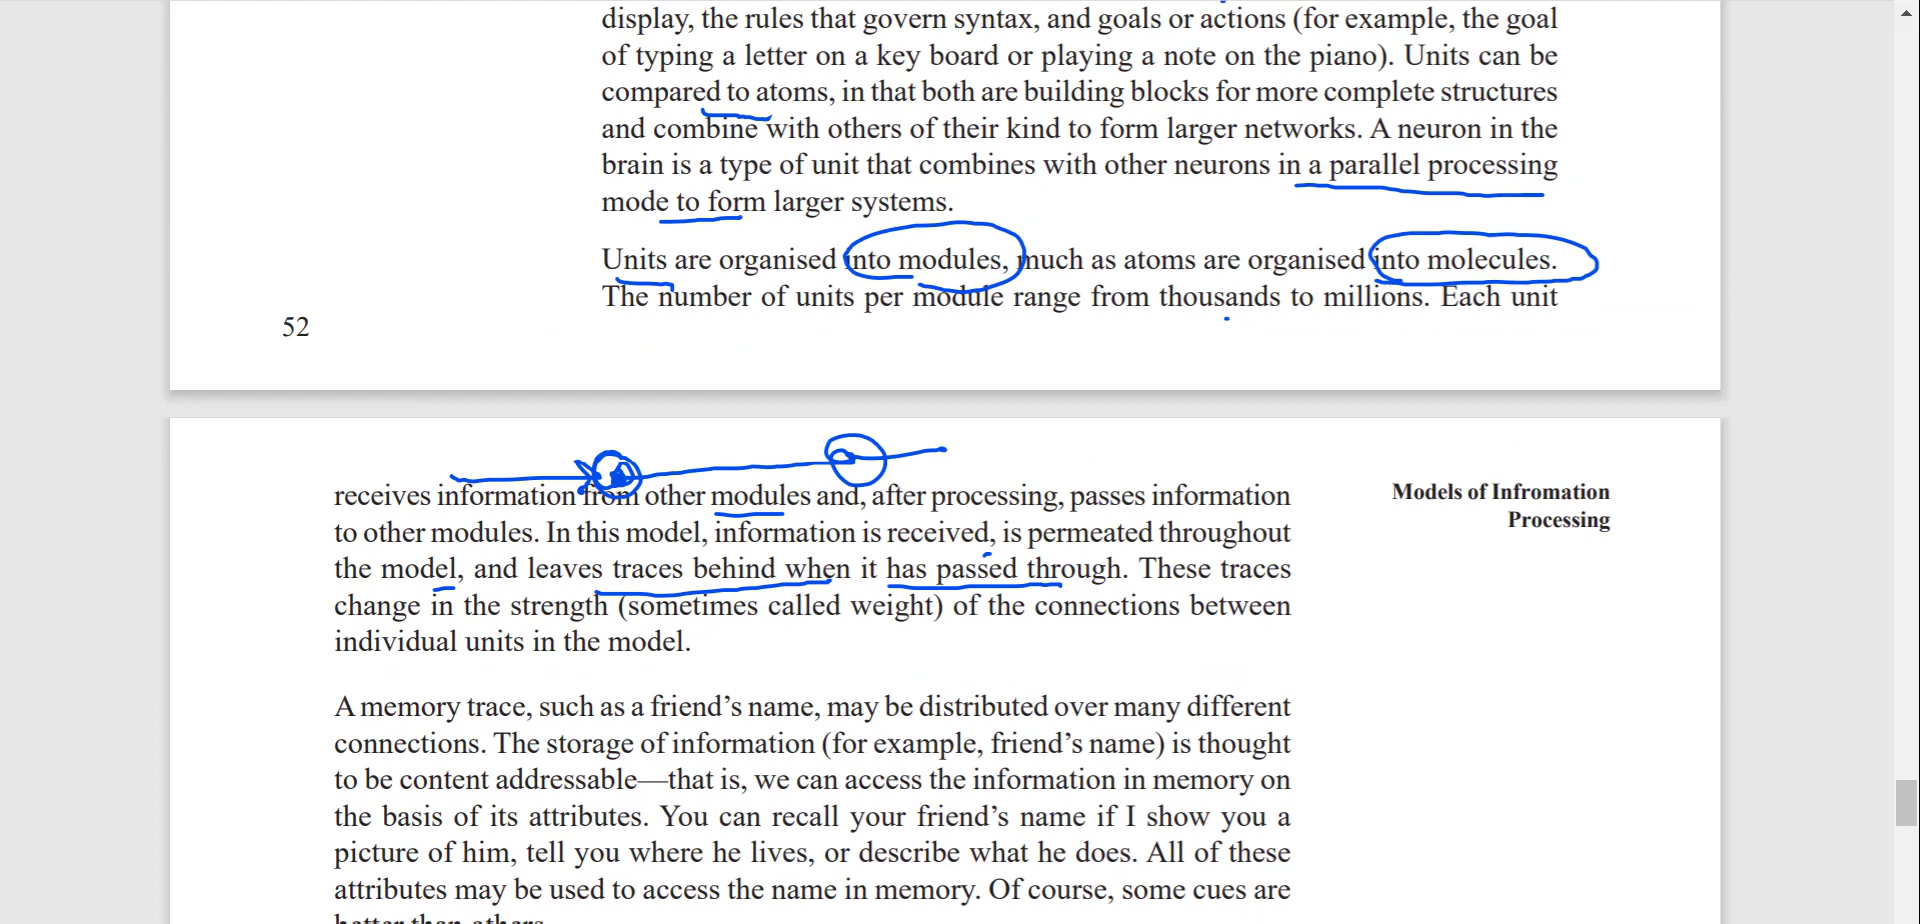 display, the rules that govern syntax, and goals or actions (for example, the goal
of typing a letter on a key board or playing a note on the piano). Units can be
compared to atoms, in that both are building blocks for more complete structures
and combine with others of their kind to form larger networks. A neuron in the
brain is a type of unit that combines with other neurons in a parallel processing
mode to form larger systems.
Units are organised into modules, much as atoms are organised into molecules.
The number of units per module range from thousands to millions. Each unit
52
receives information from other modules and, after processing, passes information
to other modules. In this model, information is received, is permeated throughout
the model, and leaves traces behind when it has passed through. These traces
change in the strength (sometimes called weight) of the connections between
individual units in the model.
Models of Infromation
Processing
A memory trace, such as a friend's name, may be distributed over many different
connections. The storage of information (for example, friend's name) is thought
to be content addressable—that is, we can access the information in memory on
the basis of its attributes. You can recall your friend's name if I show you a
picture of him, tell you where he lives, or describe what he does. All of these
attributes may be used to access the name in memory. Of course, some cues are
better than others.